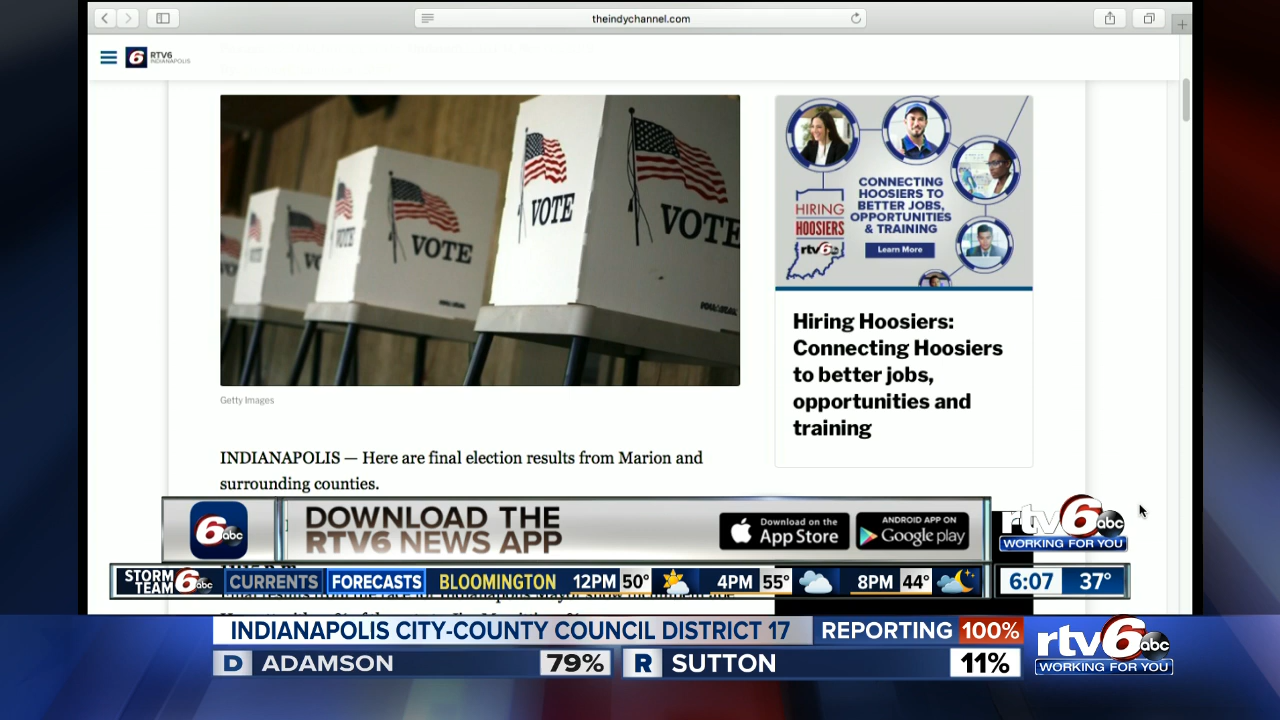 theindychannel.com
6 RTV6
INDIANAPOLIS
VOTE
VOTE
VOTE
VOTE
CONNECTING
HOOSIERS TO
BETTER JOBS,
OPPORTUNITIES
& TRAINING
Learn More
HIRING
HOOSIERS
rtv6
Hiring Hoosiers:
Connecting Hoosiers
to better jobs,
opportunities and
training
Getty Images
INDIANAPOLIS — Here are final election results from Marion and
surrounding counties.
6abc
DOWNLOAD THE
RTV6 NEWS APP
Download on the
App Store
ANDROID APP ON
Google play
rtv6abc
WORKING FOR YOU
STORM
TEAM 6abc
CURRENTS FORECASTS BLOOMINGTON 12PM 50° 4PM 55° 8PM 44°
6:07 37°
INDIANAPOLIS CITY-COUNTY COUNCIL DISTRICT 17 REPORTING 100%
D ADAMSON 79% R SUTTON 11%
rtv6abc
WORKING FOR YOU